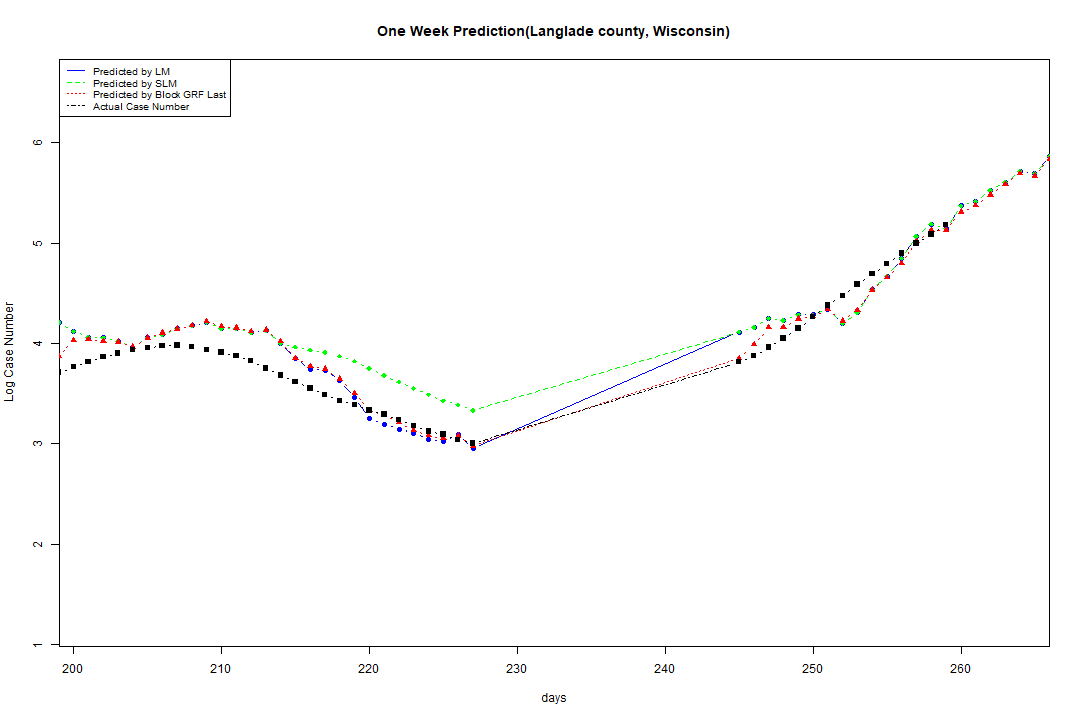 One Week Prediction(Langlade county, Wisconsin)
Predicted by LM
Predicted by SLM
Predicted by Block GRF Last
Actual Case Number
Log Case Number
6
5
4
3
2
1
200 210 220 230 240 250 260
days